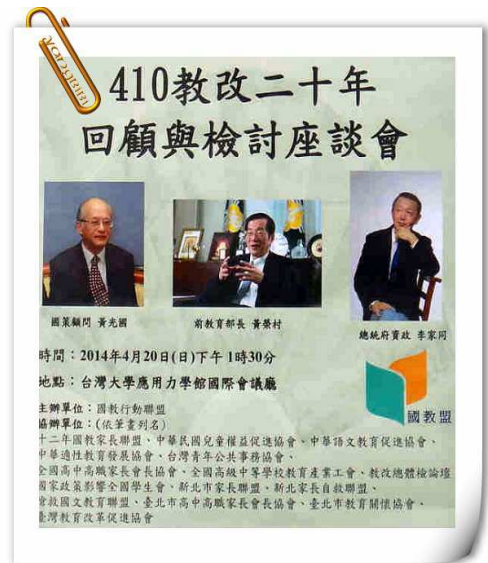 410教改二十年
回顧與檢討座談會
國策顧問 黃光國
前教育部長 黃榮村
總統府資政 李家同
時間：2014年4月20日(日)下午1時30分
地點：台灣大學應用力學館國際會議廳
國教盟
主辦單位：國教行動聯盟
協辦單位：(依筆畫列名)
十二年國教家長聯盟、中華民國兒童權益促進協會、中華語文教育促進協會、
中華適性教育發展協會、台灣青年公共事務協會、
全國高中高職家長會長協會、全國高級中等學校教育產業工會、教改總體檢論壇
國家政策影響全國學生會、新北市家長聯盟、新北家長自救聯盟、
搶救國文教育聯盟、臺北市高中高職家長會長協會、臺北市教育關懷協會、
臺灣教育改革促進協會